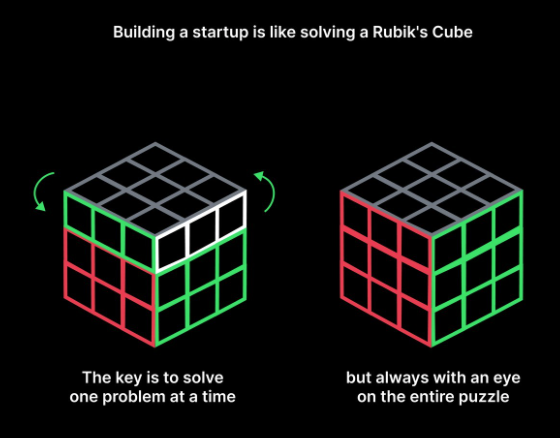 Building a startup is like solving a Rubik's Cube
The key is to solve
one problem at a time
but always with an eye
on the entire puzzle